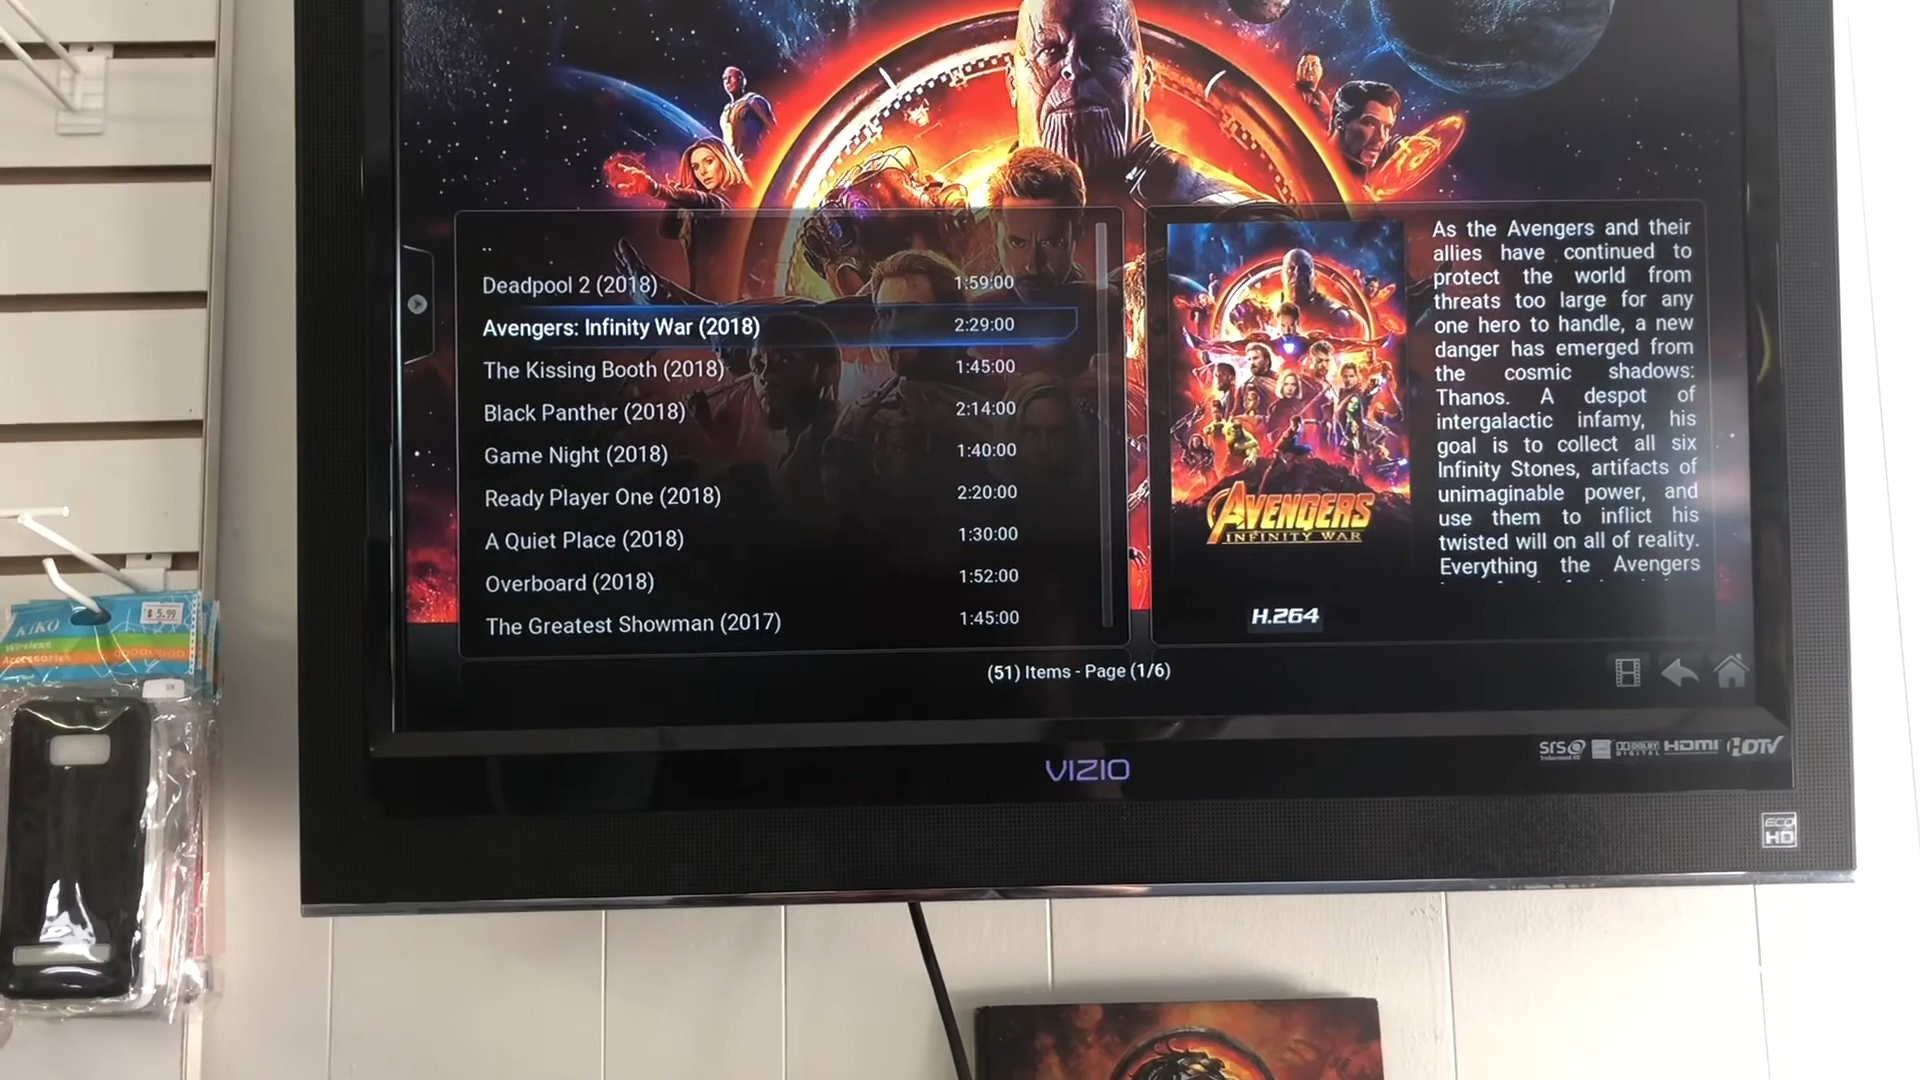 ..
Deadpool 2 (2018) 1:59:00
Avengers: Infinity War (2018) 2:29:00
The Kissing Booth (2018) 1:45:00
Black Panther (2018) 2:14:00
Game Night (2018) 1:40:00
Ready Player One (2018) 2:20:00
A Quiet Place (2018) 1:30:00
Overboard (2018) 1:52:00
The Greatest Showman (2017) 1:45:00
(51) Items - Page (1/6)
AVENGERS
INFINITY WAR
H.264
As the Avengers and their
allies have continued to
protect the world from
threats too large for any
one hero to handle, a new
danger has emerged from
the cosmic shadows:
Thanos. A despot of
intergalactic infamy, his
goal is to collect all six
Infinity Stones, artifacts of
unimaginable power, and
use them to inflict his
twisted will on all of reality.
Everything the Avengers
VIZIO
SRS
DOLBY
DIGITAL
HDMI
HDTV
ECO
HD
KIKO
Wireless
Accessories
$ 5.99